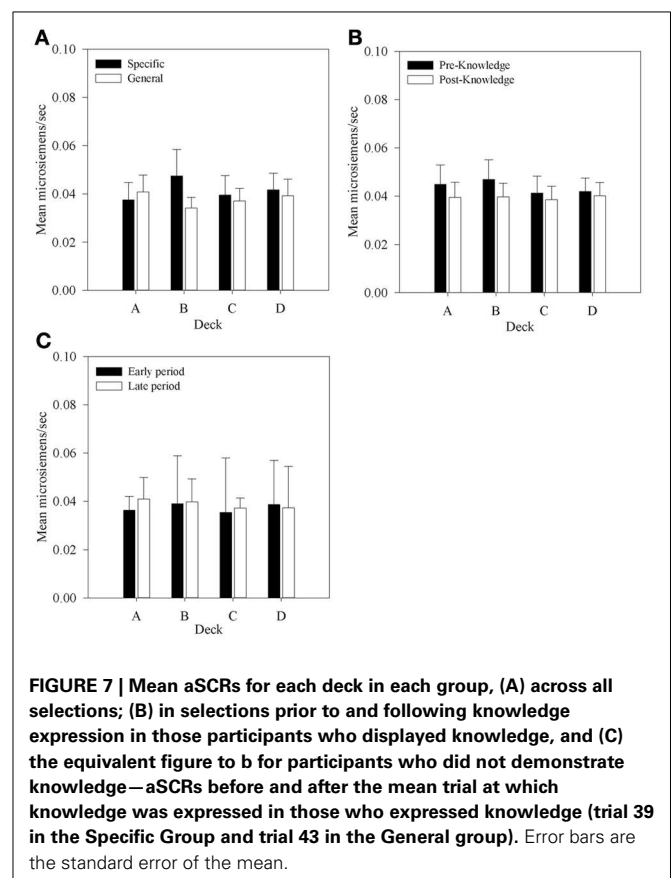 A
0.10
Specific
General
0.08
0.06
0.04
0.02
0.00
Mean microsiemens/sec
A B C D
Deck
B
0.10
Pre-Knowledge
Post-Knowledge
0.08
0.06
0.04
0.02
0.00
Mean microsiemens/sec
A B C D
Deck
C
0.10
Early period
Late period
0.08
0.06
0.04
0.02
0.00
Mean microsiemens/sec
A B C D
Deck
FIGURE 7 | Mean aSCRs for each deck in each group, (A) across all
selections; (B) in selections prior to and following knowledge
expression in those participants who displayed knowledge, and (C)
the equivalent figure to b for participants who did not demonstrate
knowledge—aSCRs before and after the mean trial at which
knowledge was expressed in those who expressed knowledge (trial 39
in the Specific Group and trial 43 in the General group). Error bars are
the standard error of the mean.